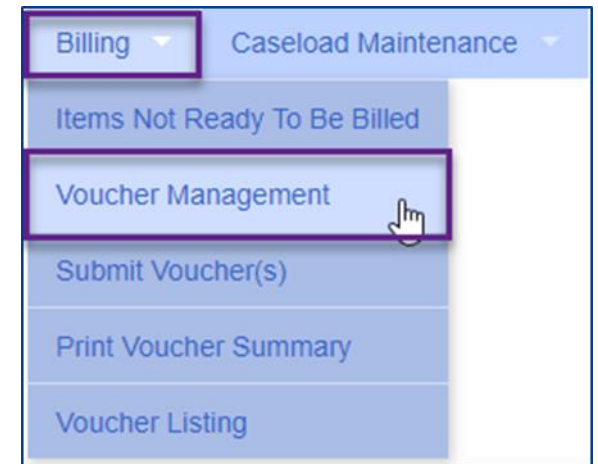 Billing Caseload Maintenance
Items Not Ready To Be Billed
Voucher Management
Submit Voucher(s)
Print Voucher Summary
Voucher Listing